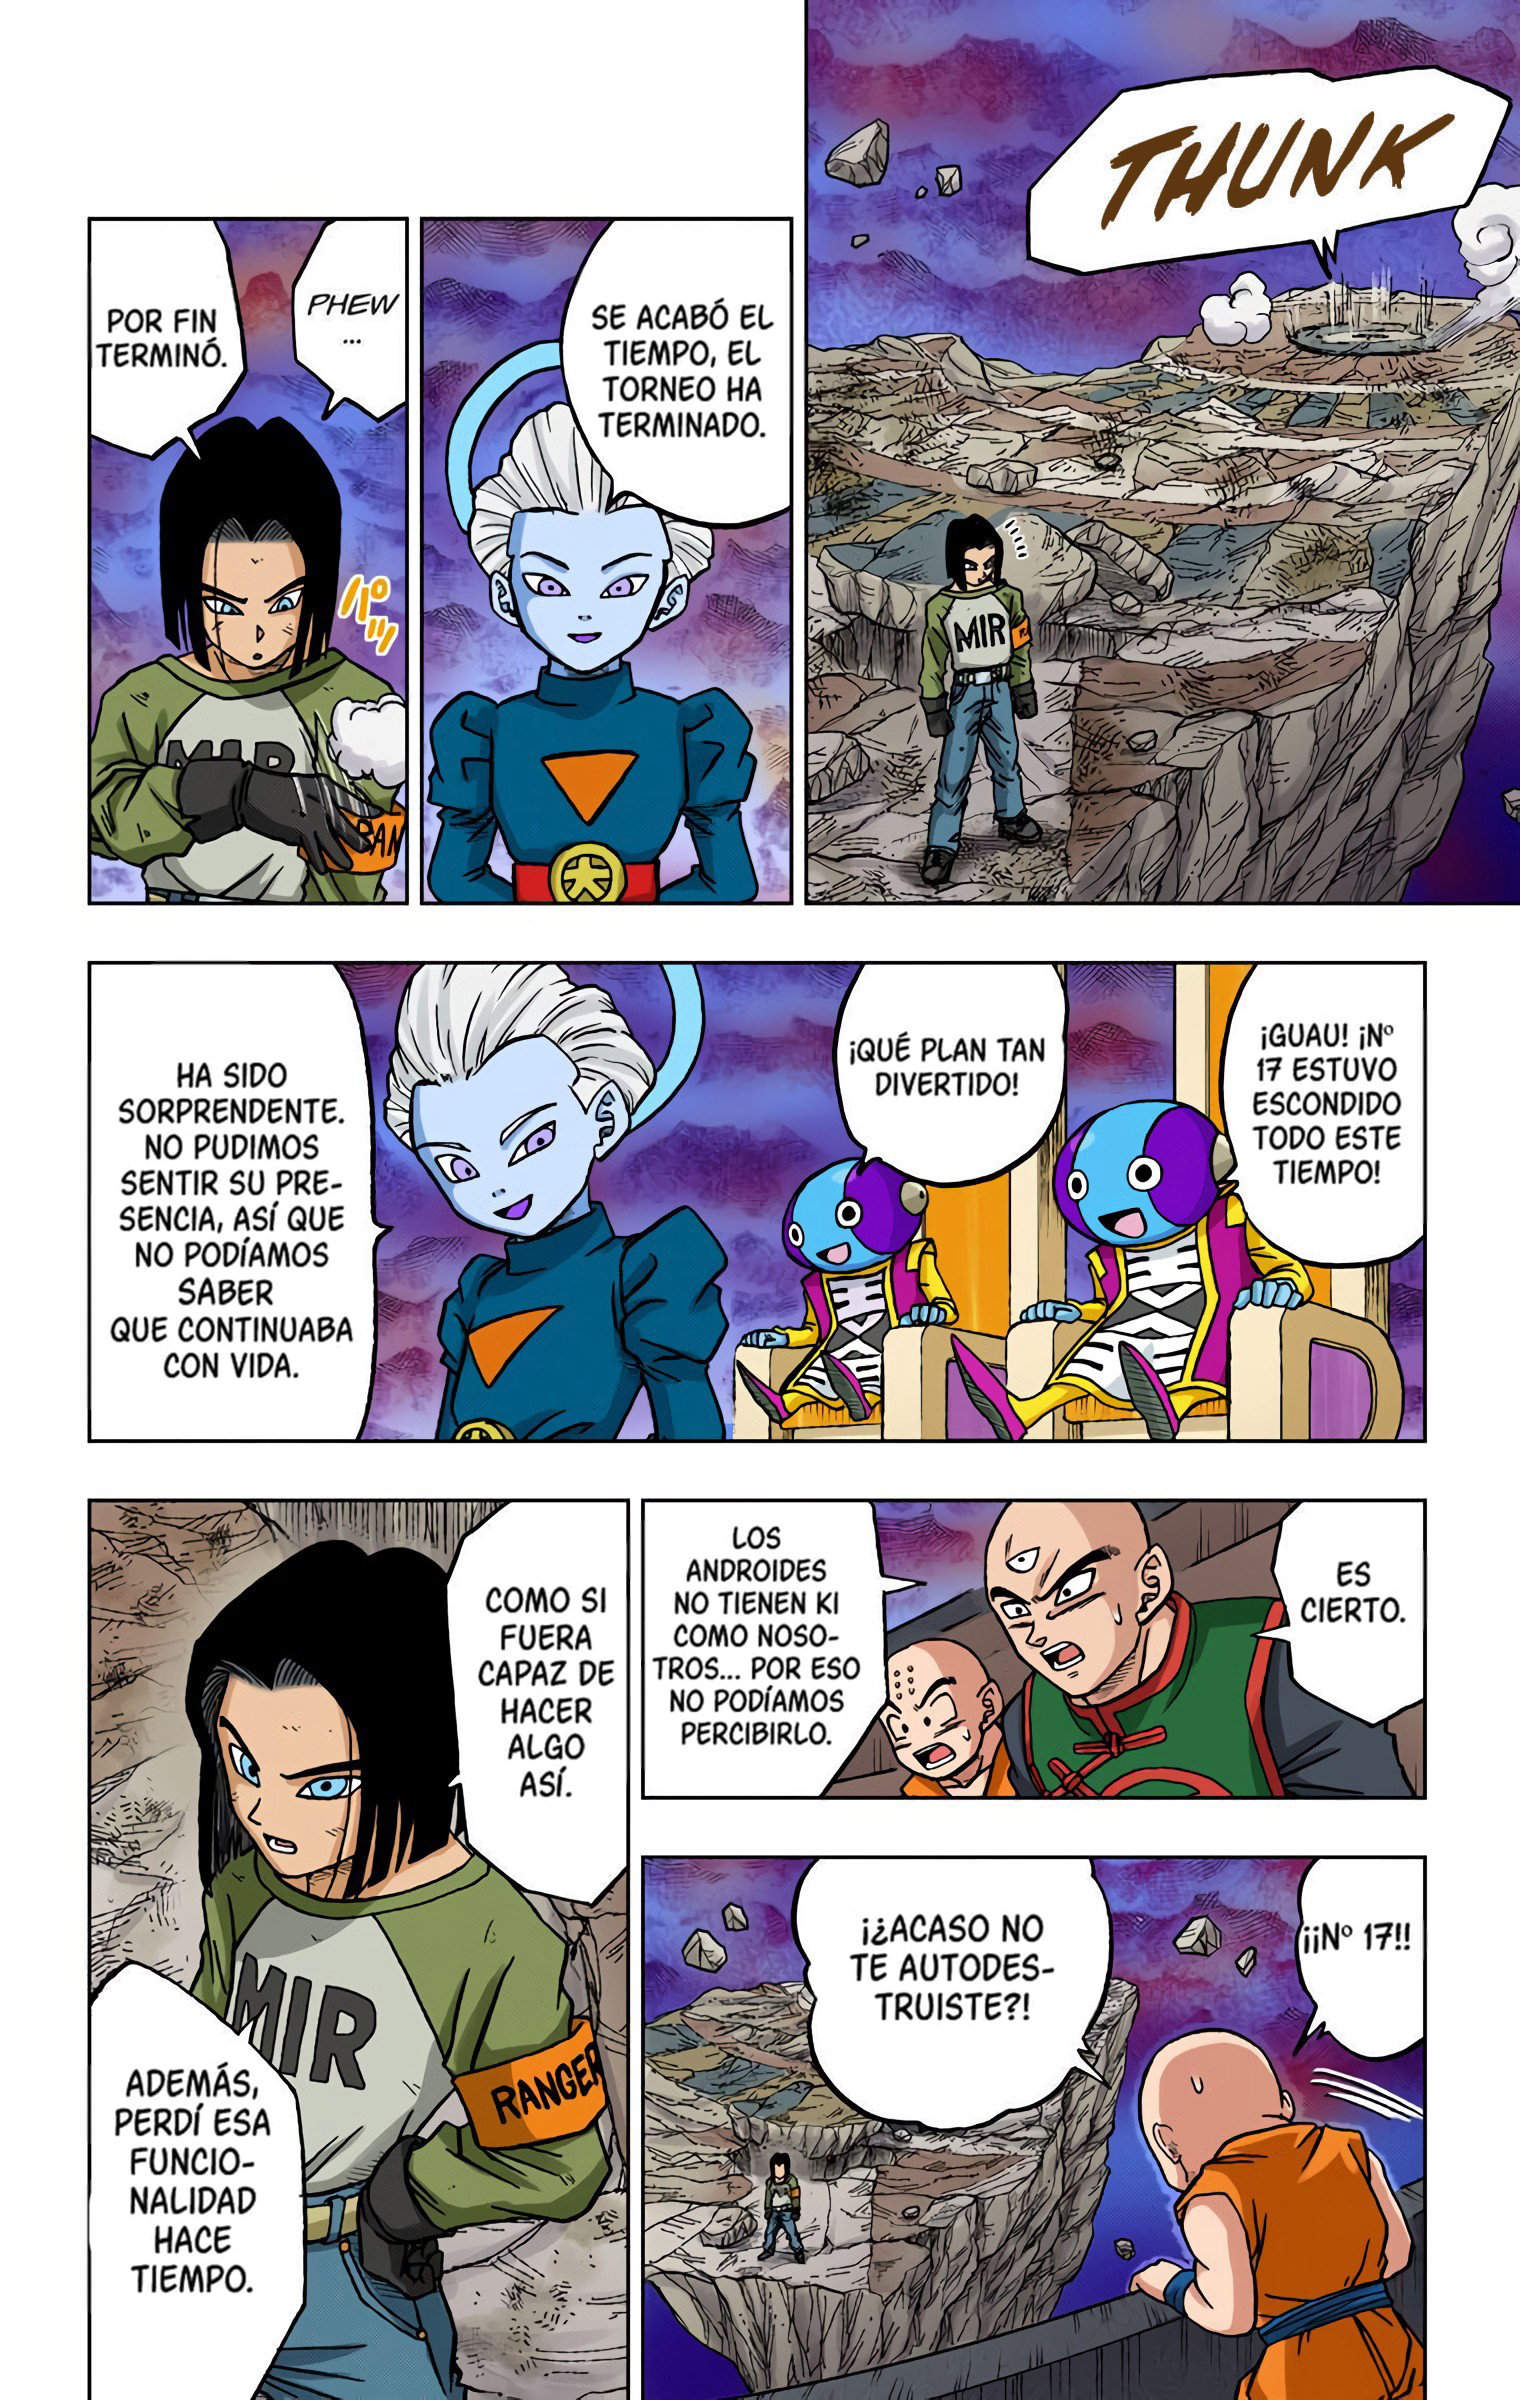 THUNK
MIR
SE ACABÓ EL
TIEMPO, EL
TORNEO HA
TERMINADO.
大
PHEW
...
POR FIN
TERMINÓ.
パッ
MIR
RAN
¡GUAU! ¡Nº
17 ESTUVO
ESCONDIDO
TODO ESTE
TIEMPO!
¡QUÉ PLAN TAN
DIVERTIDO!
HA SIDO
SORPRENDENTE.
NO PUDIMOS
SENTIR SU PRE-
SENCIA, ASÍ QUE
NO PODÍAMOS
SABER
QUE CONTINUABA
CON VIDA.
ES
CIERTO.
LOS
ANDROIDES
NO TIENEN KI
COMO NOSO-
TROS... POR ESO
NO PODÍAMOS
PERCIBIRLO.
¡¡Nº 17!!
¡¿ACASO NO
TE AUTODES-
TRUISTE?!
COMO SI
FUERA
CAPAZ DE
HACER
ALGO
ASÍ.
MIR
RANGER
ADEMÁS,
PERDÍ ESA
FUNCIO-
NALIDAD
HACE
TIEMPO.